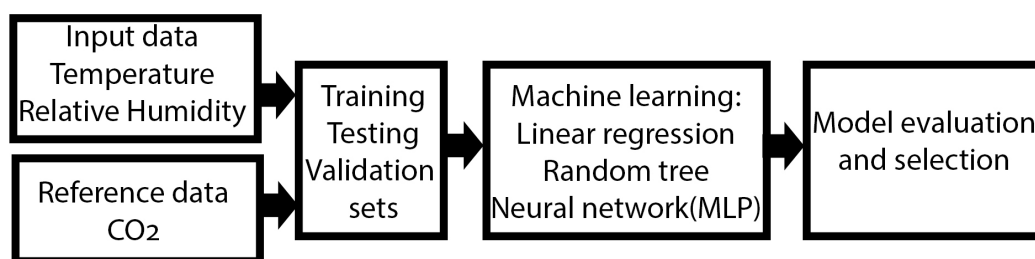 Input data
Temperature
Relative Humidity
Reference data
CO2
Training
Testing
Validation
sets
Machine learning:
Linear regression
Random tree
Neural network(MLP)
Model evaluation
and selection